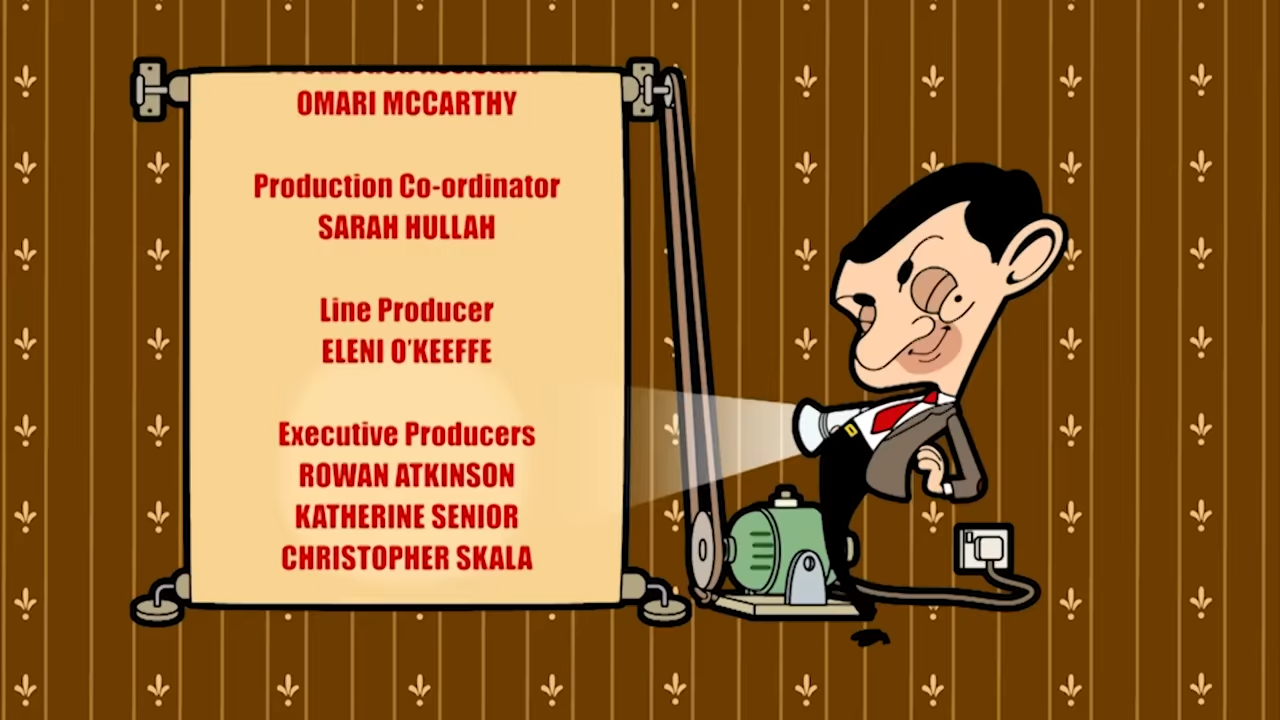 OMARI MCCARTHY
Production Co-ordinator
SARAH HULLAH
Line Producer
ELENI O'KEEFFE
Executive Producers
ROWAN ATKINSON
KATHERINE SENIOR
CHRISTOPHER SKALA